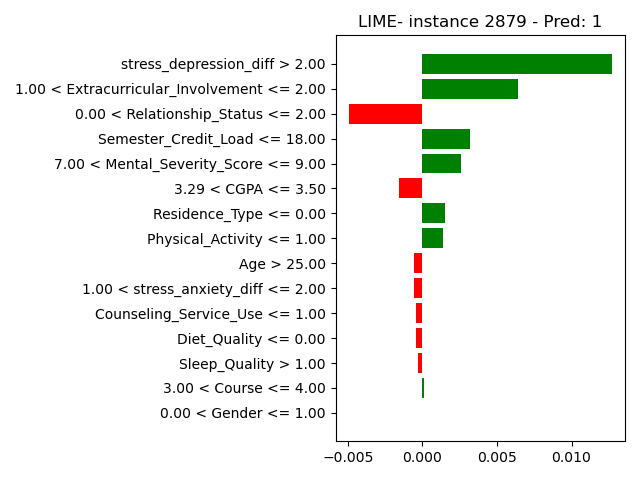 LIME- instance 2879 - Pred: 1
stress_depression_diff > 2.00
1.00 < Extracurricular_Involvement <= 2.00
0.00 < Relationship_Status <= 2.00
Semester_Credit_Load <= 18.00
7.00 < Mental_Severity_Score <= 9.00
3.29 < CGPA <= 3.50
Residence_Type <= 0.00
Physical_Activity <= 1.00
Age > 25.00
1.00 < stress_anxiety_diff <= 2.00
Counseling_Service_Use <= 1.00
Diet_Quality <= 0.00
Sleep_Quality > 1.00
3.00 < Course <= 4.00
0.00 < Gender <= 1.00
−0.005 0.000 0.005 0.010